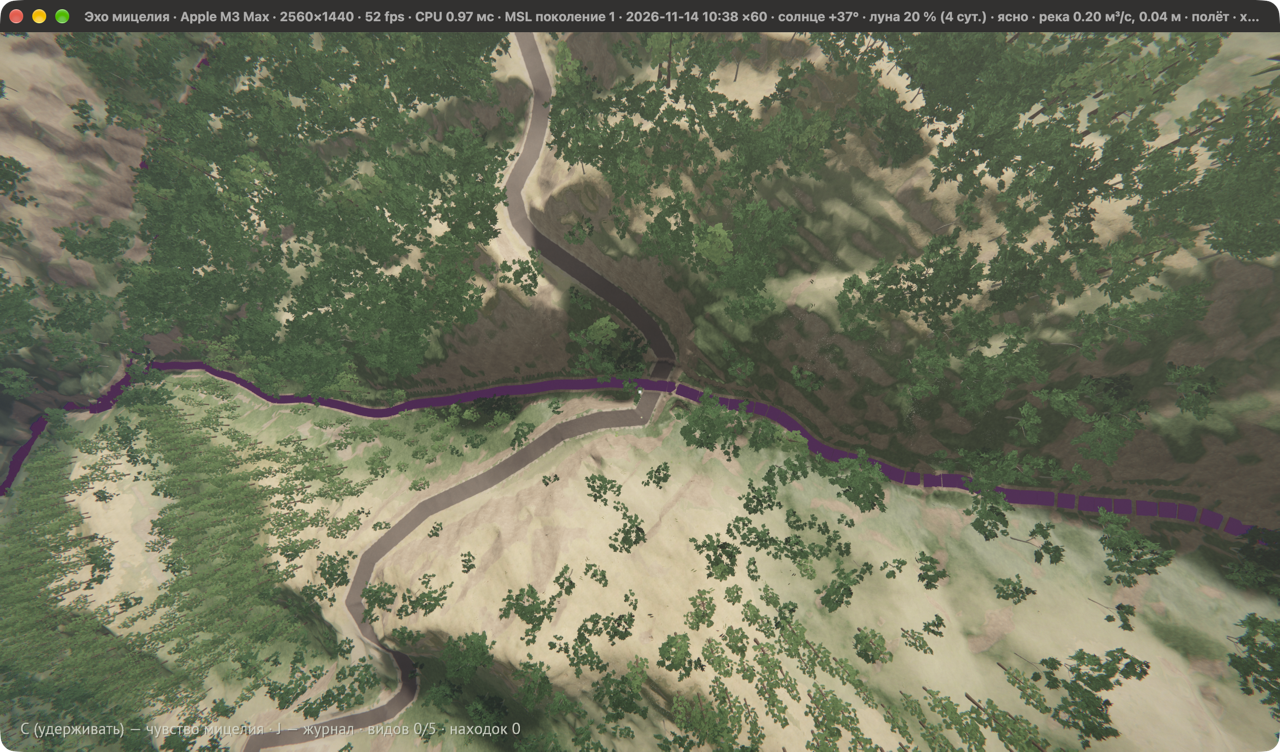 Эхо мицелия · Apple M3 Max · 2560×1440 · 52 fps · CPU 0.97 мс · MSL поколение 1 · 2026-11-14 10:38 ×60 · солнце +37° · луна 20 % (4 сут.) · ясно · река 0.20 м³/с, 0.04 м · полёт · х...
C (удерживать) — чувство мицелия · J — журнал · видов 0/5 · находок 0